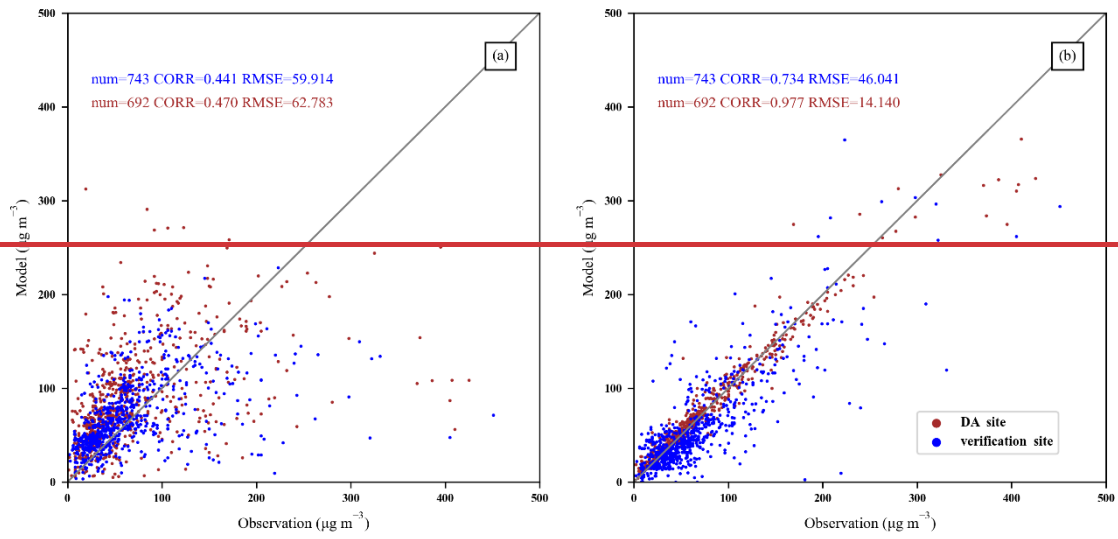 500
400
300
200
100
0
Model (μg m⁻³)
(a)
num=743 CORR=0.441 RMSE=59.914
num=692 CORR=0.470 RMSE=62.783
0 100 200 300 400 500
Observation (μg m⁻³)
500
400
300
200
100
0
Model (μg m⁻³)
(b)
num=743 CORR=0.734 RMSE=46.041
num=692 CORR=0.977 RMSE=14.140
DA site
verification site
0 100 200 300 400 500
Observation (μg m⁻³)